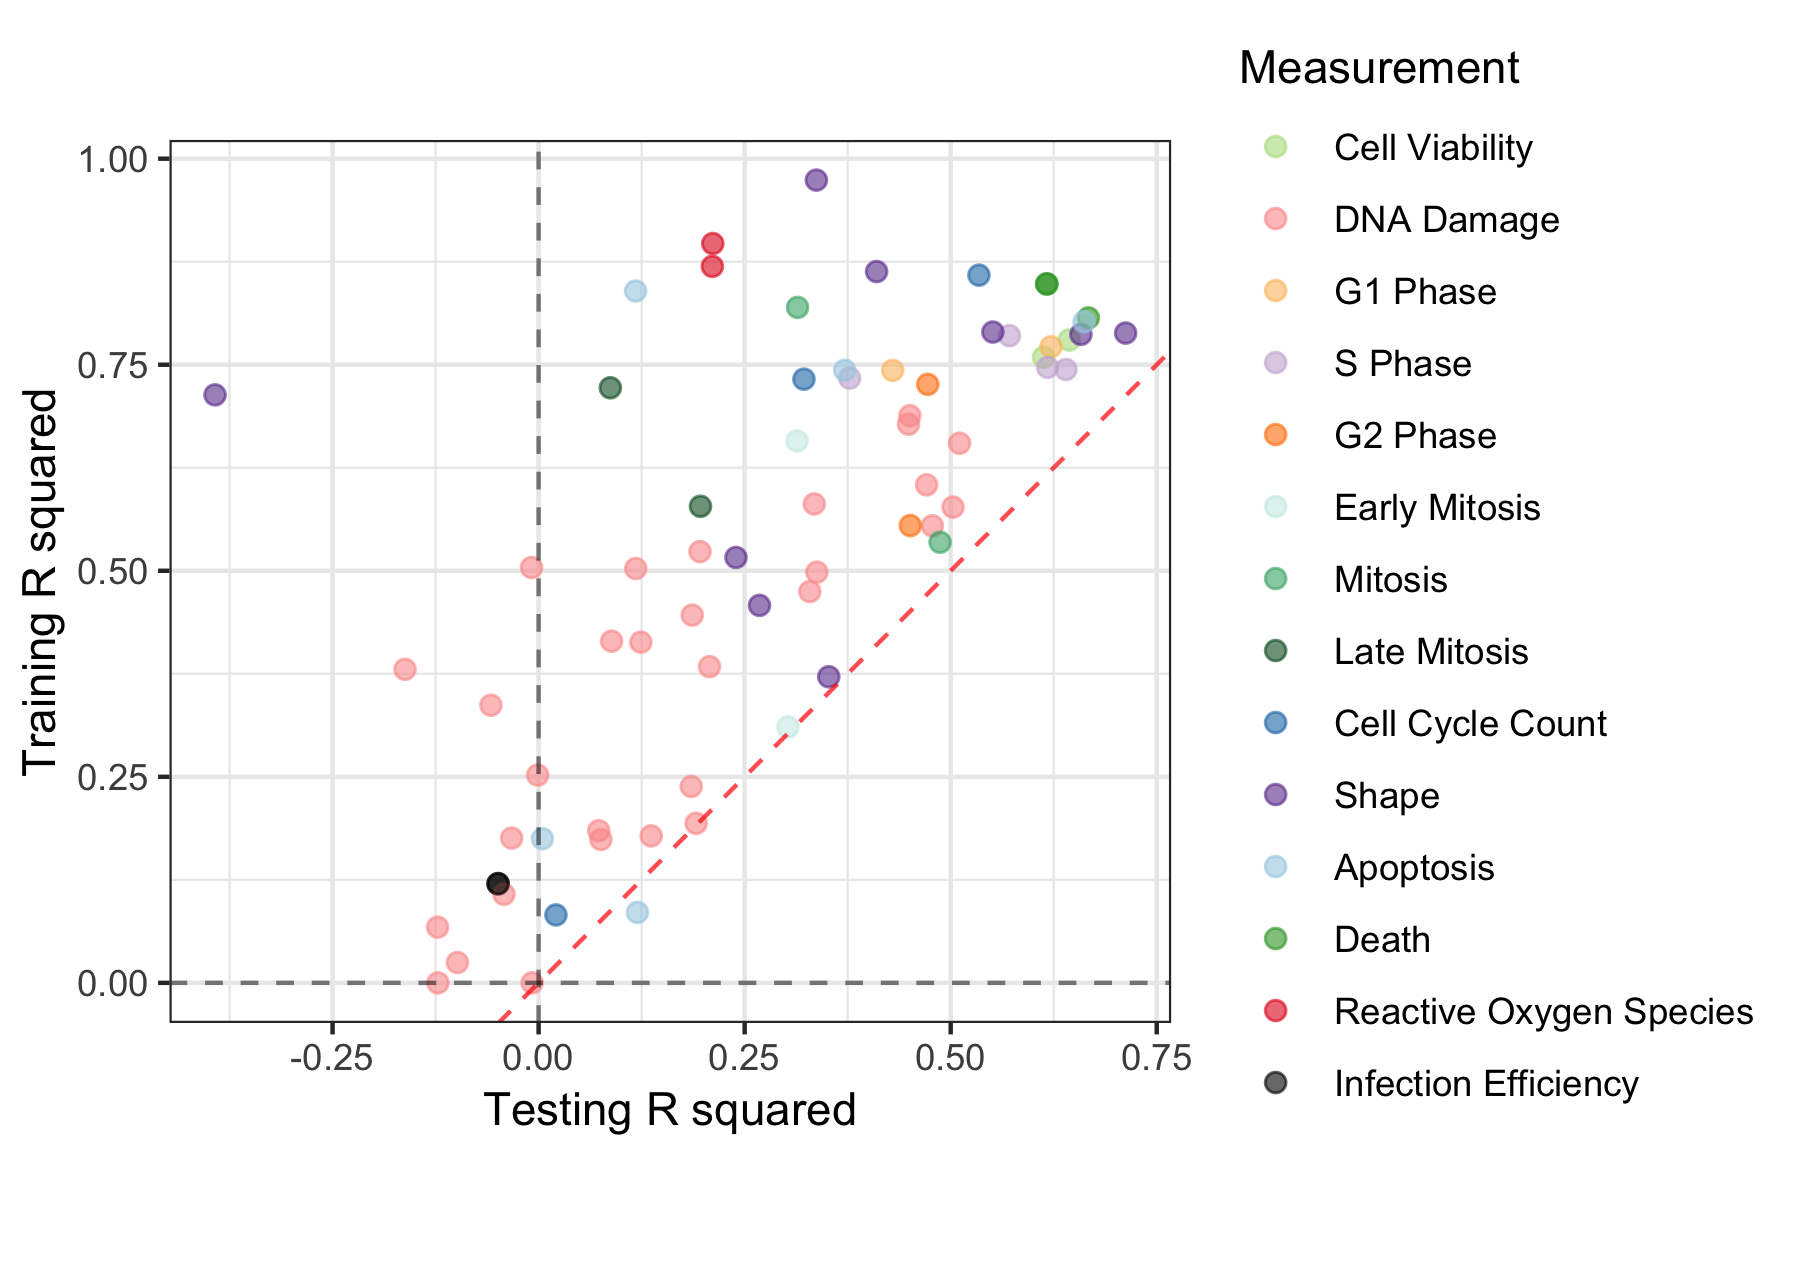 Measurement
Cell Viability
DNA Damage
G1 Phase
S Phase
G2 Phase
Early Mitosis
Mitosis
Late Mitosis
Cell Cycle Count
Shape
Apoptosis
Death
Reactive Oxygen Species
Infection Efficiency
Training R squared
1.00
0.75
0.50
0.25
0.00
-0.25 0.00 0.25 0.50 0.75
Testing R squared